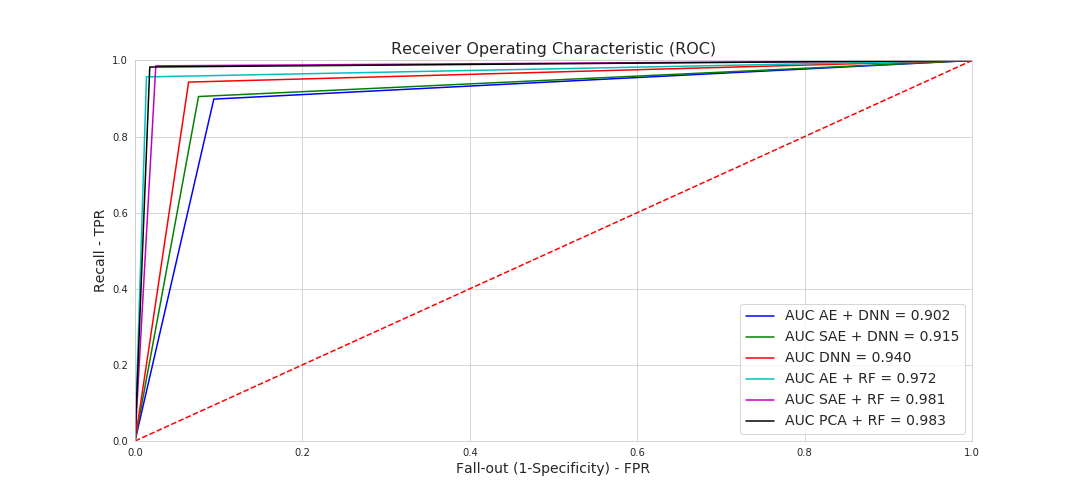 Receiver Operating Characteristic (ROC)
1.0
0.8
0.6
0.4
0.2
0.0
Recall - TPR
AUC AE + DNN = 0.902
AUC SAE + DNN = 0.915
AUC DNN = 0.940
AUC AE + RF = 0.972
AUC SAE + RF = 0.981
AUC PCA + RF = 0.983
0.0 0.2 0.4 0.6 0.8 1.0
Fall-out (1-Specificity) - FPR